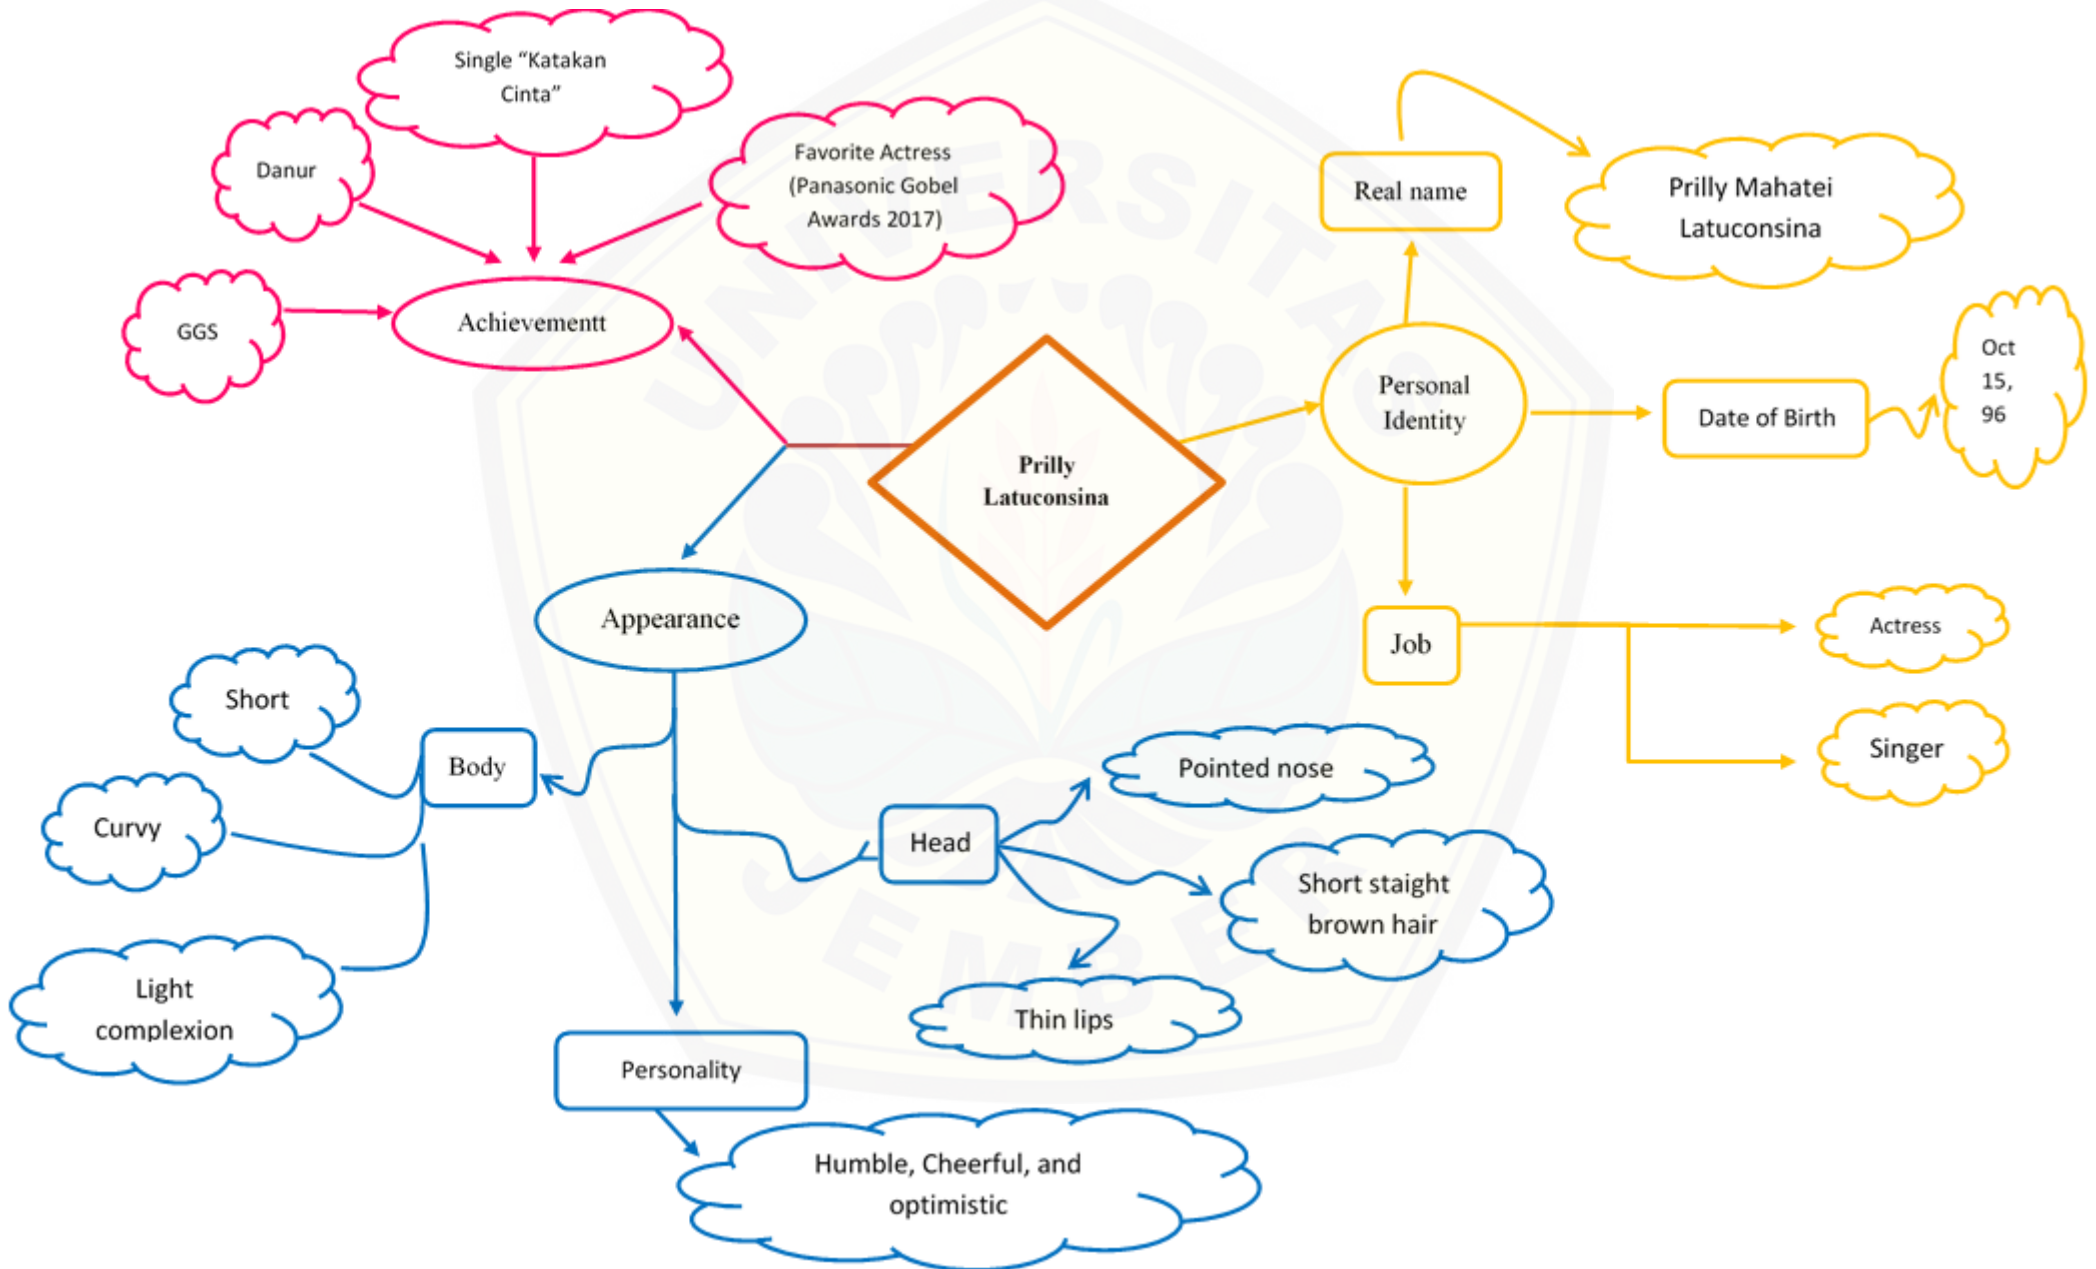 Single “Katakan
Cinta”
Danur
Favorite Actress
(Panasonic Gobel
Awards 2017)
GGS
Achievementt
Real name
Prilly Mahatei
Latuconsina
Personal
Identity
Date of Birth
Oct
15,
96
Prilly
Latuconsina
Job
Actress
Singer
Appearance
Short
Body
Curvy
Light
complexion
Head
Pointed nose
Short staight
brown hair
Thin lips
Personality
Humble, Cheerful, and
optimistic
UNIVERSITAS
JEMBER